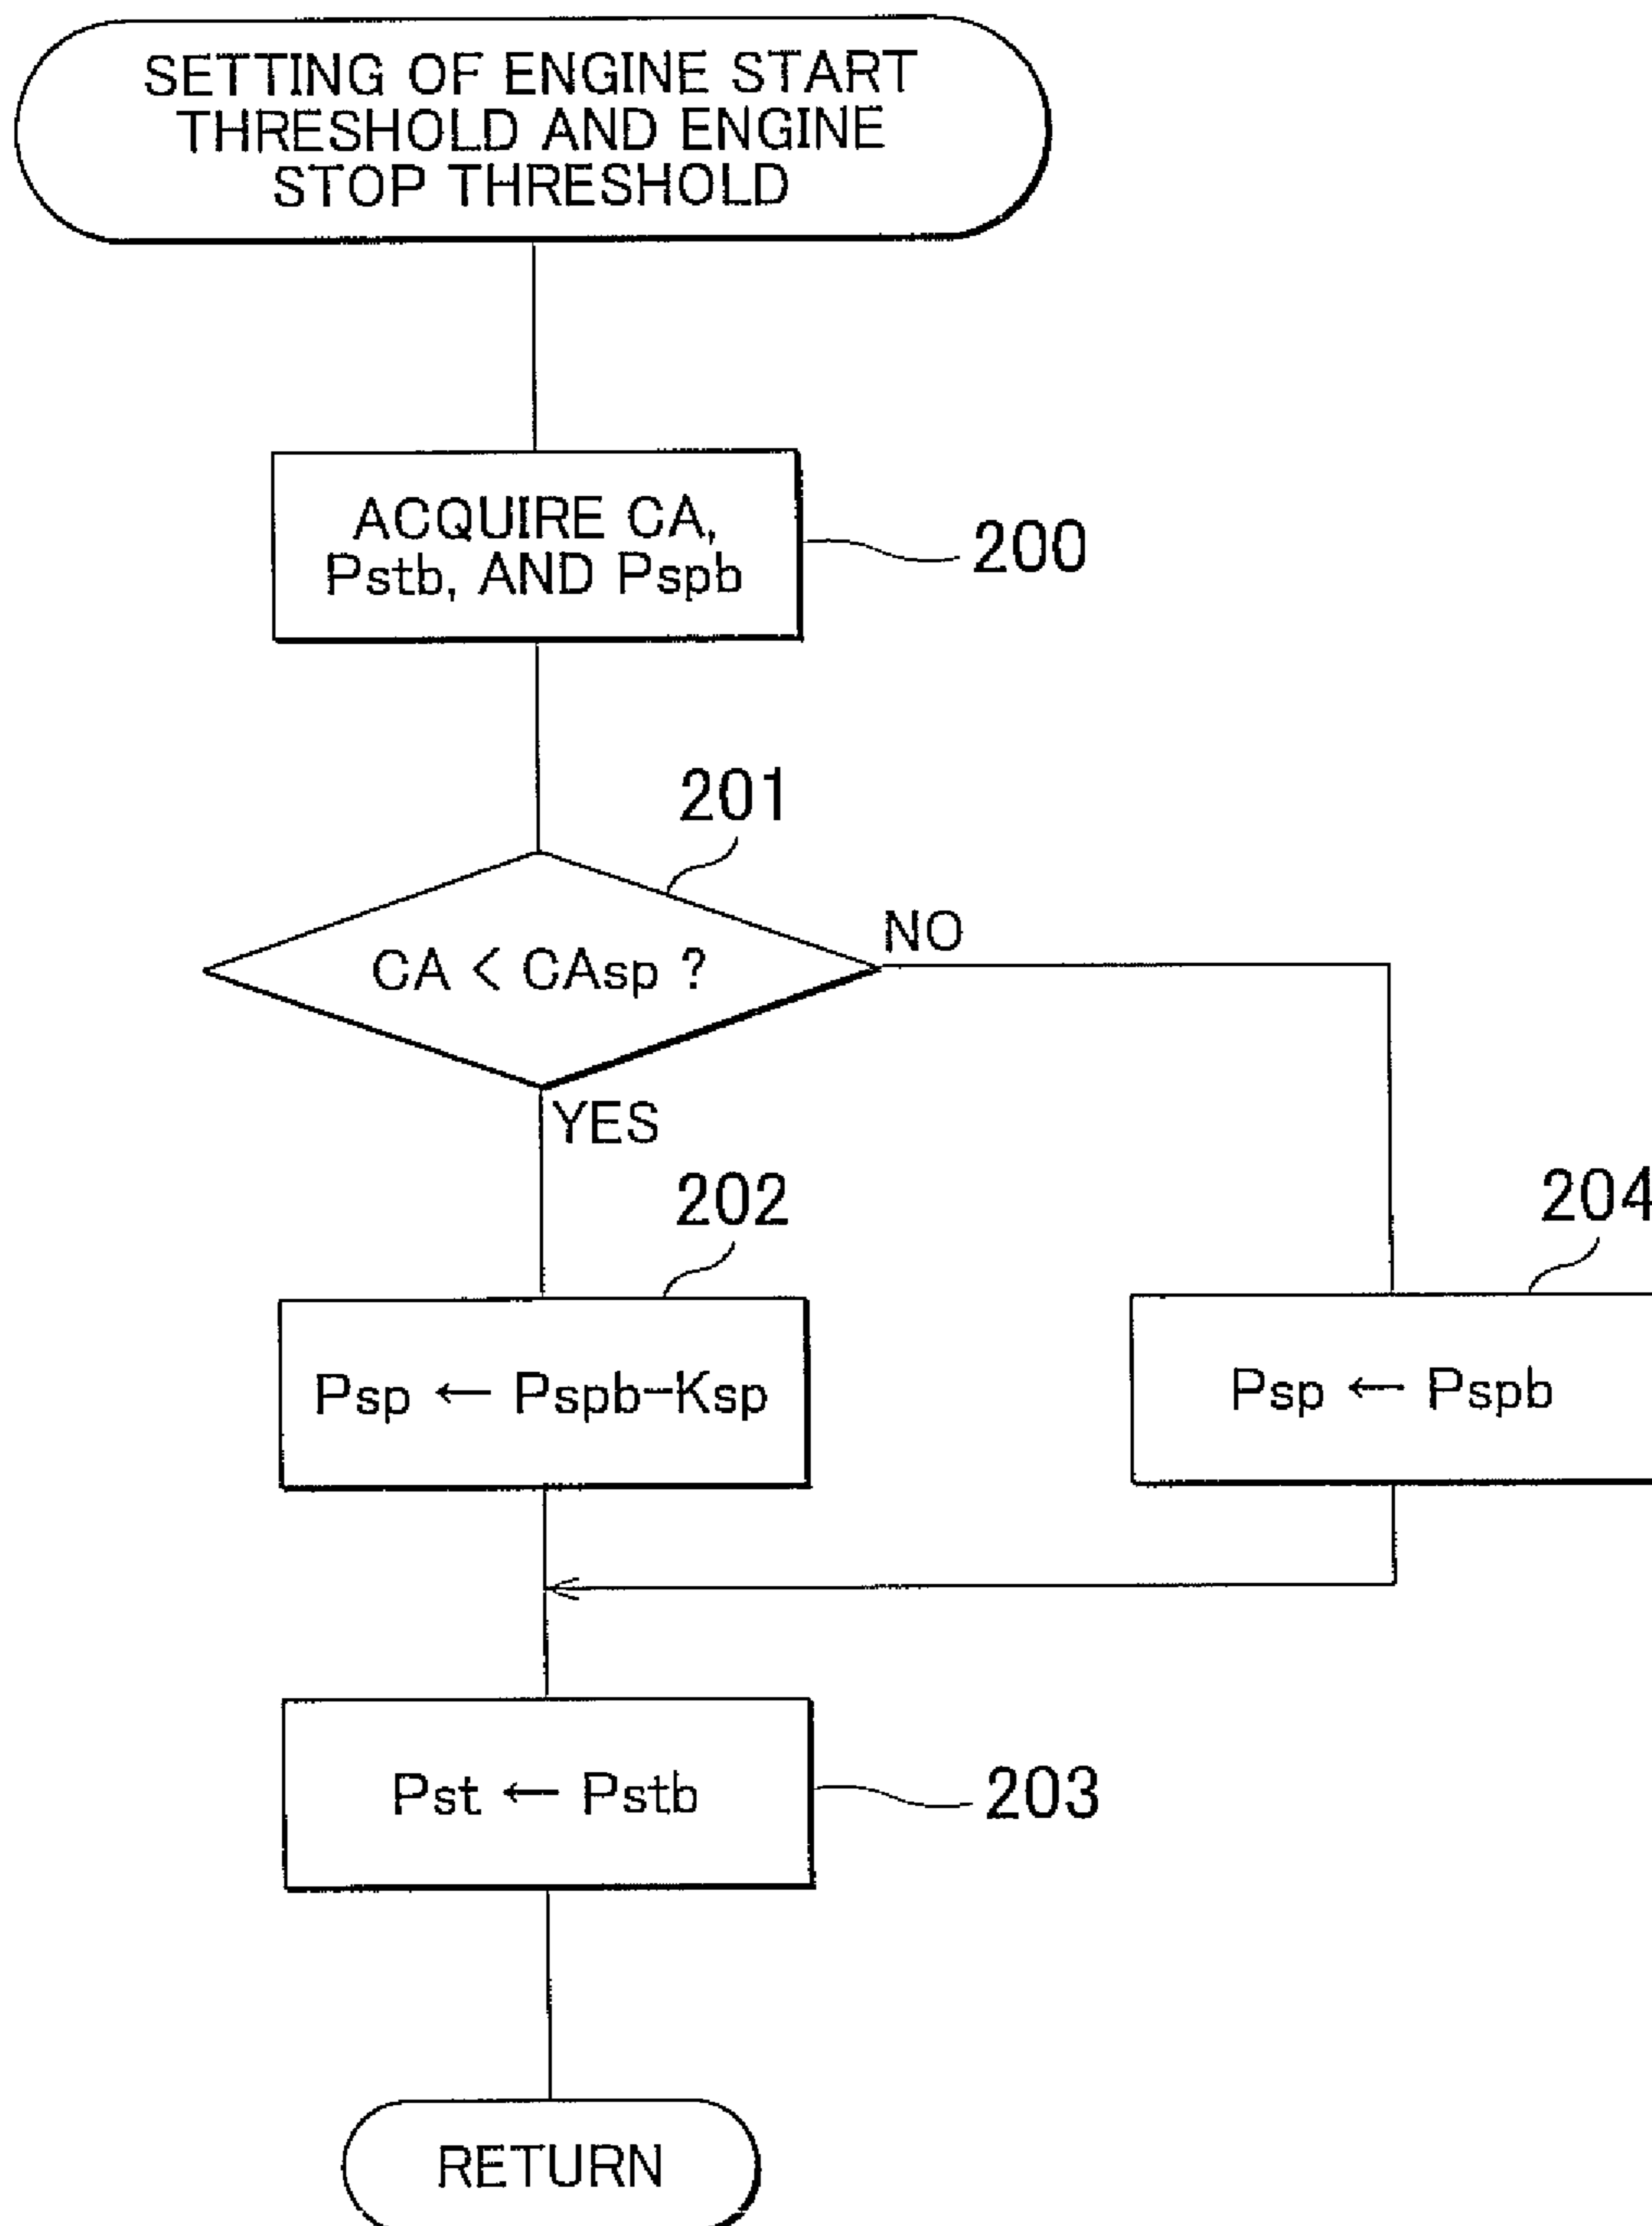 SETTING OF ENGINE START
THRESHOLD AND ENGINE
STOP THRESHOLD
ACQUIRE CA,
Pstb, AND Pspb
200
201
CA < CAsp ?
NO
YES
202
204
Psp ← Pspb-Ksp
Psp ← Pspb
Pst ← Pstb
203
RETURN